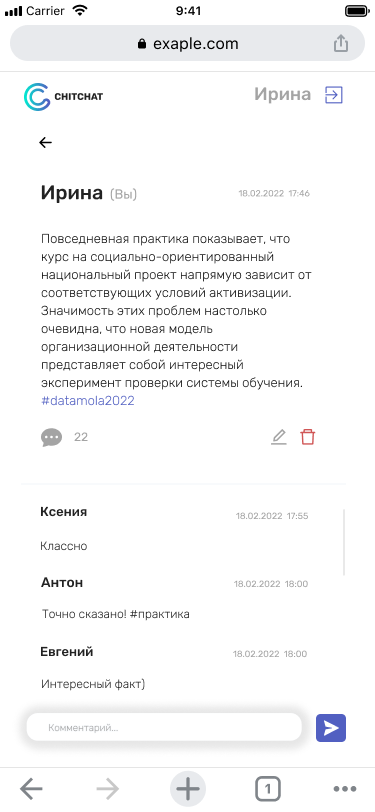 Carrier 9:41
exaple.com
CHITCHAT Ирина
Ирина (Вы) 18.02.2022 17:46
Повседневная практика показывает, что
курс на социально-ориентированный
национальный проект напрямую зависит от
соответствующих условий активизации.
Значимость этих проблем настолько
очевидна, что новая модель
организационной деятельности
представляет собой интересный
эксперимент проверки системы обучения.
#datamola2022
22
Ксения 18.02.2022 17:55
Классно
Антон 18.02.2022 18:00
Точно сказано! #практика
Евгений 18.02.2022 18:00
Интересный факт)
Комментарий...
1